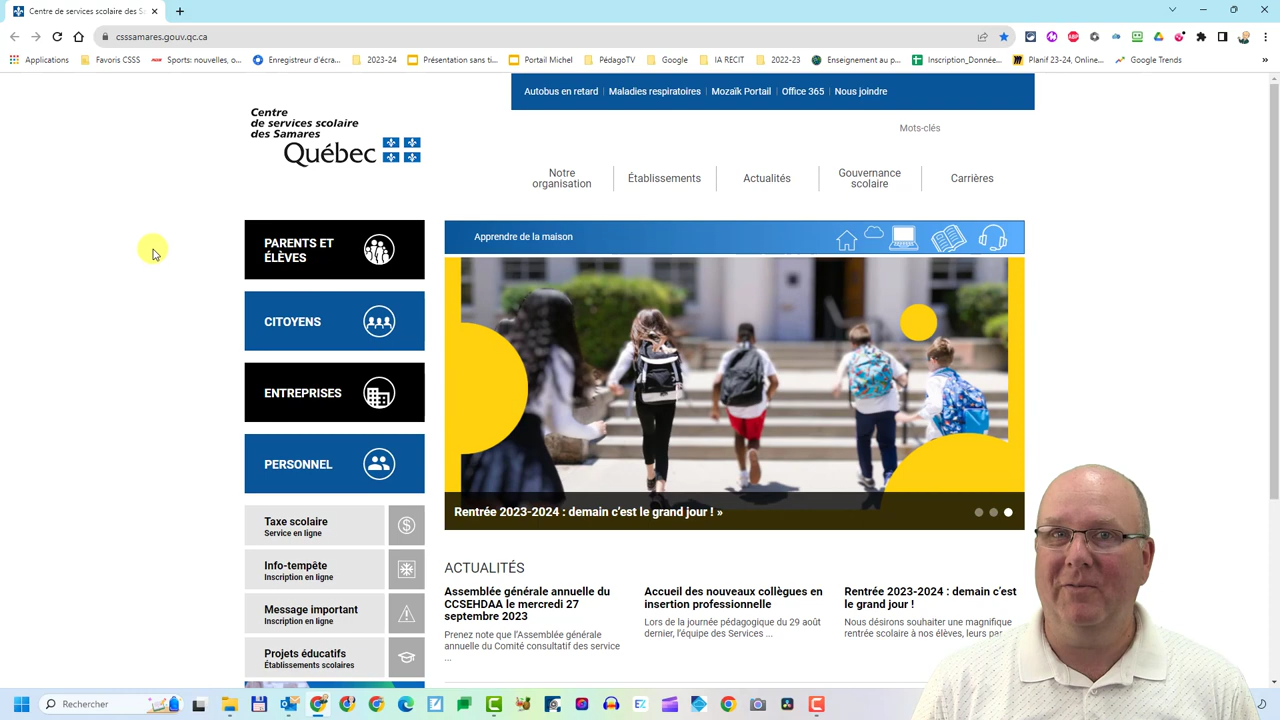 Centre de services scolaire des S
csssamares.gouv.qc.ca
Applications
Favoris CSSS
Sports: nouvelles, o...
Enregistreur d'écra...
2023-24
Présentation sans ti...
Portail Michel
PédagoTV
Google
IA RECIT
2022-23
Enseignement au p...
Inscription_Donnée...
Planif 23-24, Online...
Google Trends
»
Autobus en retard | Maladies respiratoires | Mozaïk Portail | Office 365 | Nous joindre
Centre
de services scolaire
des Samares
Québec
Mots-clés
Notre
organisation
Établissements
Actualités
Gouvernance
scolaire
Carrières
PARENTS ET
ÉLÈVES
CITOYENS
ENTREPRISES
PERSONNEL
Taxe scolaire
Service en ligne
Info-tempête
Inscription en ligne
Message important
Inscription en ligne
Projets éducatifs
Établissements scolaires
Apprendre de la maison
Rentrée 2023-2024 : demain c'est le grand jour ! »
ACTUALITÉS
Assemblée générale annuelle du
CCSEHDAA le mercredi 27
septembre 2023
Prenez note que l'Assemblée générale
annuelle du Comité consultatif des service
...
Accueil des nouveaux collègues en
insertion professionnelle
Lors de la journée pédagogique du 29 août
dernier, l'équipe des Services ...
Rentrée 2023-2024 : demain c'est
le grand jour !
Nous désirons souhaiter une magnifique
rentrée scolaire à nos élèves, leurs par
Rechercher